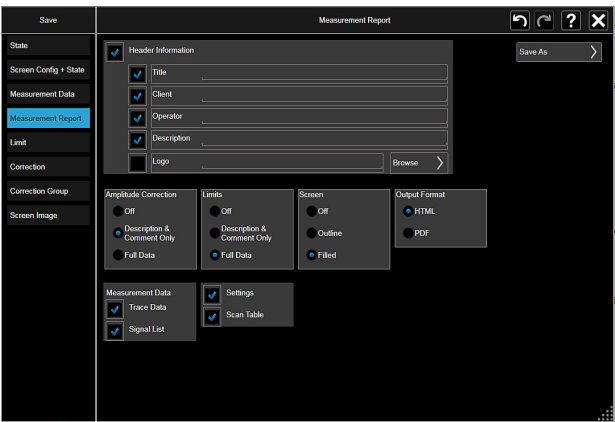 Save
Measurement Report
?
State
Screen Config + State
Measurement Data
Measurement Report
Limit
Correction
Correction Group
Screen Image
Header Information
Title
Client
Operator
Description
Logo
Browse
Save As
Amplitude Correction
Off
Description &
Comment Only
Full Data
Limits
Off
Description &
Comment Only
Full Data
Screen
Off
Outline
Filled
Output Format
HTML
PDF
Measurement Data
Trace Data
Signal List
Settings
Scan Table